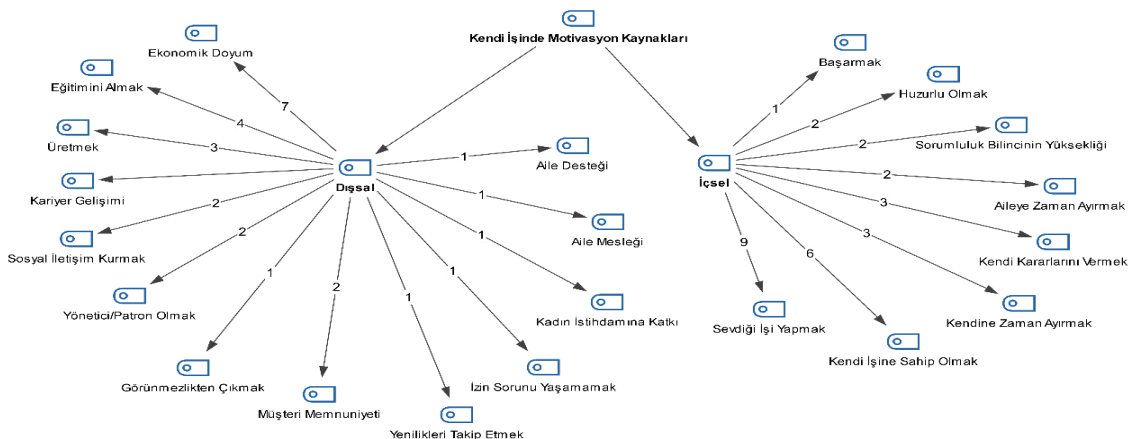 Kendi İşinde Motivasyon Kaynakları
Ekonomik Doyum
Eğitimini Almak
Üretmek
Kariyer Gelişimi
Sosyal İletişim Kurmak
Yönetici/Patron Olmak
Görünmezlikten Çıkmak
Müşteri Memnuniyeti
Yenilikleri Takip Etmek
İzin Sorunu Yaşamamak
Kadın İstihdamına Katkı
Aile Mesleği
Aile Desteği
Dışsal
7
4
3
2
2
1
2
1
1
1
1
1
İçsel
Başarmak
Huzurlu Olmak
Sorumluluk Bilincinin Yüksekliği
Aileye Zaman Ayırmak
Kendi Kararlarını Vermek
Kendine Zaman Ayırmak
Kendi İşine Sahip Olmak
Sevdiği İşi Yapmak
1
2
2
2
3
3
6
9